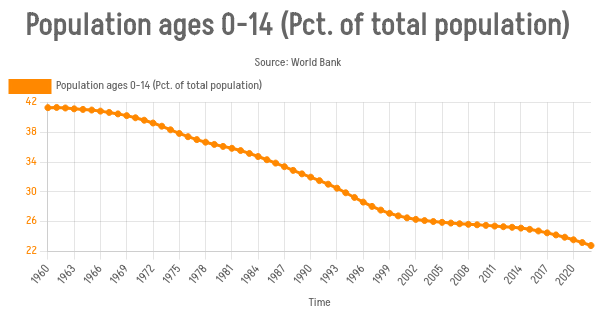 Population ages 0-14 (Pct. of total population)
Source: World Bank
Population ages 0-14 (Pct. of total population)
42
38
34
30
26
22
1960 1963 1966 1969 1972 1975 1978 1981 1984 1987 1990 1993 1996 1999 2002 2005 2008 2011 2014 2017 2020
Time